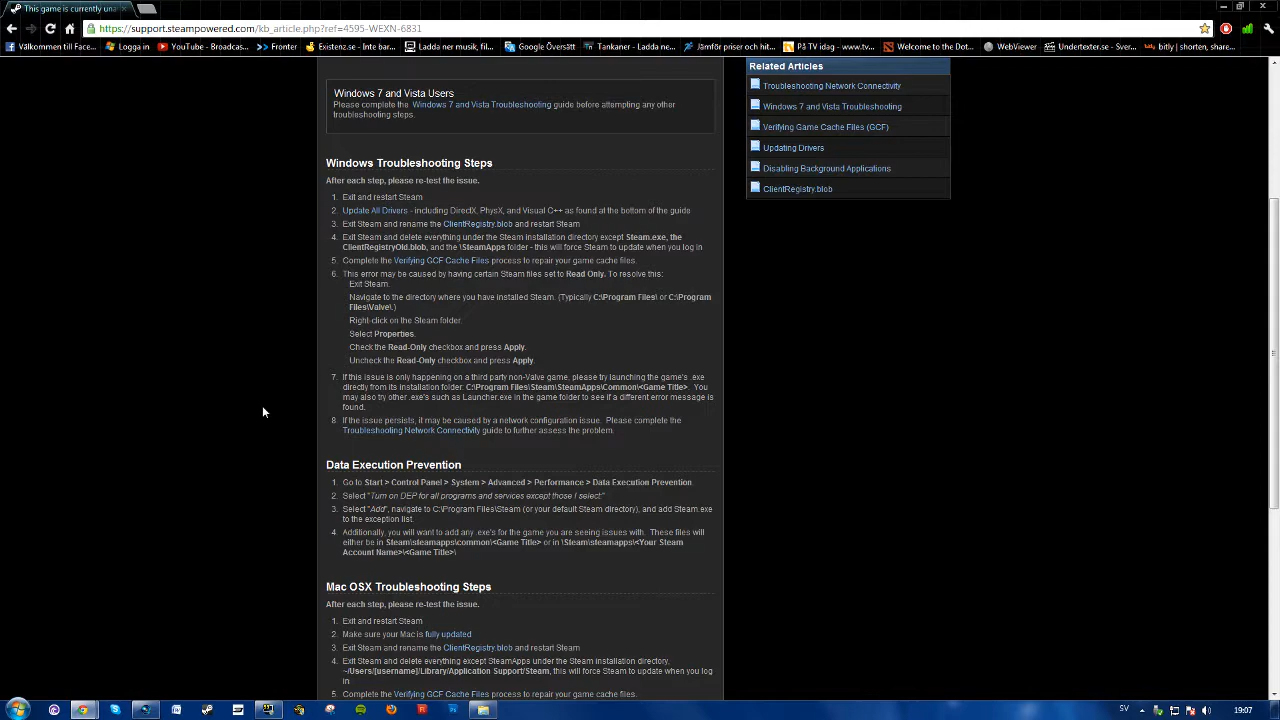 This game is currently una
https://support.steampowered.com/kb_article.php?ref=4595-WEXN-6831
Välkommen till Face... Logga in YouTube - Broadcas... Fronter Existenz.se - Inte bar... Ladda ner musik, fil... Google Översätt Tankaner - Ladda ne... Jämför priser och hit... På TV idag - www.tv... Welcome to the Dot... WebViewer Undertexter.se - Sver... bitly | shorten, share...
Related Articles
Troubleshooting Network Connectivity
Windows 7 and Vista Troubleshooting
Verifying Game Cache Files (GCF)
Updating Drivers
Disabling Background Applications
ClientRegistry.blob
Windows 7 and Vista Users
Please complete the Windows 7 and Vista Troubleshooting guide before attempting any other
troubleshooting steps.
Windows Troubleshooting Steps
After each step, please re-test the issue.
1. Exit and restart Steam
2. Update All Drivers - including DirectX, PhysX, and Visual C++ as found at the bottom of the guide
3. Exit Steam and rename the ClientRegistry.blob and restart Steam
4. Exit Steam and delete everything under the Steam installation directory except Steam.exe, the
ClientRegistryOld.blob, and the \SteamApps folder - this will force Steam to update when you log in
5. Complete the Verifying GCF Cache Files process to repair your game cache files.
6. This error may be caused by having certain Steam files set to Read Only. To resolve this:
Exit Steam.
Navigate to the directory where you have installed Steam. (Typically C:\Program Files\ or C:\Program
Files\Valve\.)
Right-click on the Steam folder.
Select Properties.
Check the Read-Only checkbox and press Apply.
Uncheck the Read-Only checkbox and press Apply.
7. If this issue is only happening on a third party non-Valve game, please try launching the game's .exe
directly from its installation folder: C:\Program Files\Steam\SteamApps\Common\<Game Title>. You
may also try other .exe's such as Launcher.exe in the game folder to see if a different error message is
found.
8. If the issue persists, it may be caused by a network configuration issue. Please complete the
Troubleshooting Network Connectivity guide to further assess the problem.
Data Execution Prevention
1. Go to Start > Control Panel > System > Advanced > Performance > Data Execution Prevention.
2. Select "Turn on DEP for all programs and services except those I select:"
3. Select "Add", navigate to C:\Program Files\Steam (or your default Steam directory), and add Steam.exe
to the exception list.
4. Additionally, you will want to add any .exe's for the game you are seeing issues with. These files will
either be in Steam\steamapps\common\<Game Title> or in \Steam\steamapps\<Your Steam
Account Name>\<Game Title>\
Mac OSX Troubleshooting Steps
After each step, please re-test the issue.
1. Exit and restart Steam
2. Make sure your Mac is fully updated
3. Exit Steam and rename the ClientRegistry.blob and restart Steam
4. Exit Steam and delete everything except SteamApps under the Steam installation directory,
~/Users/[username]/Library/Application Support/Steam, this will force Steam to update when you log
in
5. Complete the Verifying GCF Cache Files process to repair your game cache files.
SV 19:07